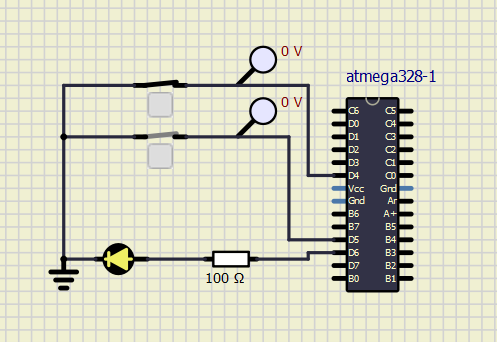 0 V
atmega328-1
0 V
C6 C5
D0 C4
D1 C3
D2 C2
D3 C1
D4 C0
Vcc Gnd
Gnd Ar
B6 A+
B7 B5
D5 B4
D6 B3
D7 B2
B0 B1
100 Ω